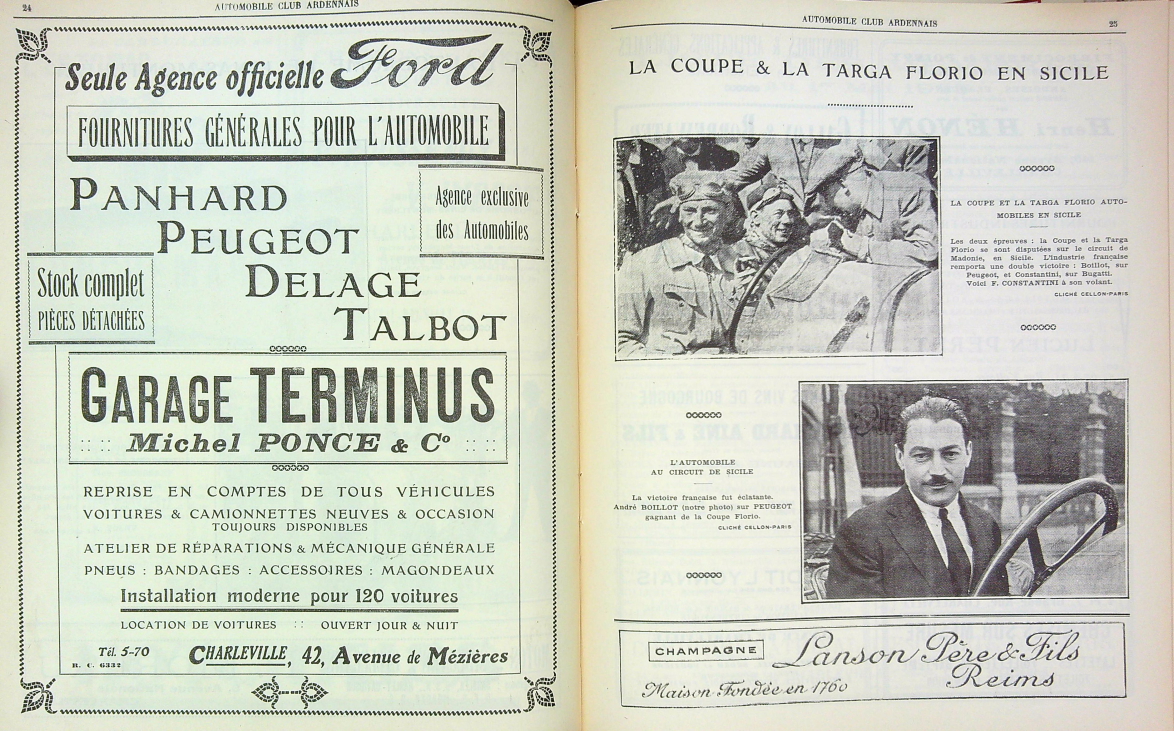 24
AUTOMOBILE CLUB ARDENNAIS
Seule Agence officielle Ford
FOURNITURES GÉNÉRALES POUR L'AUTOMOBILE
PANHARD
Agence exclusive
des Automobiles
PEUGEOT
Stock complet
PIÈCES DÉTACHÉES
DELAGE
TALBOT
GARAGE TERMINUS
:: :: Michel PONCE & Cº :: ::
REPRISE EN COMPTES DE TOUS VÉHICULES
VOITURES & CAMIONNETTES NEUVES & OCCASION
TOUJOURS DISPONIBLES
ATELIER DE RÉPARATIONS & MÉCANIQUE GÉNÉRALE
PNEUS : BANDAGES : ACCESSOIRES : MAGONDEAUX
Installation moderne pour 120 voitures
LOCATION DE VOITURES :: OUVERT JOUR & NUIT
Tél. 5-70
R. C. 6332
CHARLEVILLE, 42, Avenue de Mézières
AUTOMOBILE CLUB ARDENNAIS
25
LA COUPE & LA TARGA FLORIO EN SICILE
LA COUPE ET LA TARGA FLORIO AUTO-
MOBILES EN SICILE
Les deux épreuves : la Coupe et la Targa
Florio se sont disputées sur le circuit de
Madonie, en Sicile. L'industrie française
remporta une double victoire : Boillot, sur
Peugeot, et Constantini, sur Bugatti.
Voici F. CONSTANTINI à son volant.
CLICHÉ CELLON-PARIS
L'AUTOMOBILE
AU CIRCUIT DE SICILE
La victoire française fut éclatante.
André BOILLOT (notre photo) sur PEUGEOT
gagnant de la Coupe Florio.
CLICHÉ CELLON-PARIS
CHAMPAGNE
Lanson Père & Fils
Reims
Maison Fondée en 1760